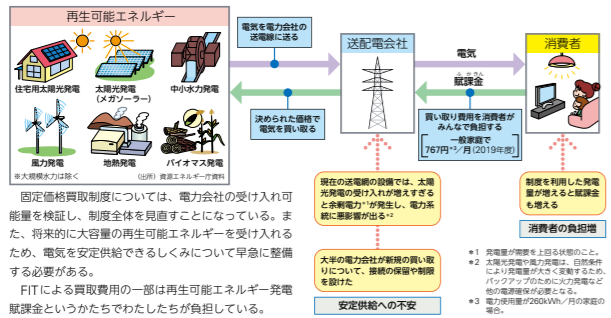 再生可能エネルギー
住宅用太陽光発電
太陽光発電
(メガソーラー)
中小水力発電
風力発電
地熱発電
バイオマス発電
※大規模水力は除く
(出所) 資源エネルギー庁資料
電気を電力会社の
送電線に送る
決められた価格で
電気を買い取る
送配電会社
電気
ふかきん
賦課金
買い取り費用を消費者が
みんなで負担する
一般家庭で
767円*³/月(2019年度)
消費者
現在の送電網の設備では、太陽
光発電の受け入れが増えすぎる
と余剰電力*¹が発生し、電力系
統に悪影響が出る*²
大半の電力会社が新規の買い取
りについて、接続の保留や制限
を設けた
安定供給への不安
制度を利用した発電
量が増えると賦課金
も増える
消費者の負担増
*1 発電量が需要を上回る状態のこと。
*2 太陽光発電や風力発電は、自然条件
により発電量が大きく変動するため、
バックアップのために火力発電など
他の電源確保が必要となる。
*3 電力使用量が260kWh/月の家庭の
場合。
固定価格買取制度については、電力会社の受け入れ可
能量を検証し、制度全体を見直すことになっている。ま
た、将来的に大容量の再生可能エネルギーを受け入れる
ため、電気を安定供給できるしくみについて早急に整備
する必要がある。
FITによる買取費用の一部は再生可能エネルギー発電
賦課金というかたちでわたしたちが負担している。